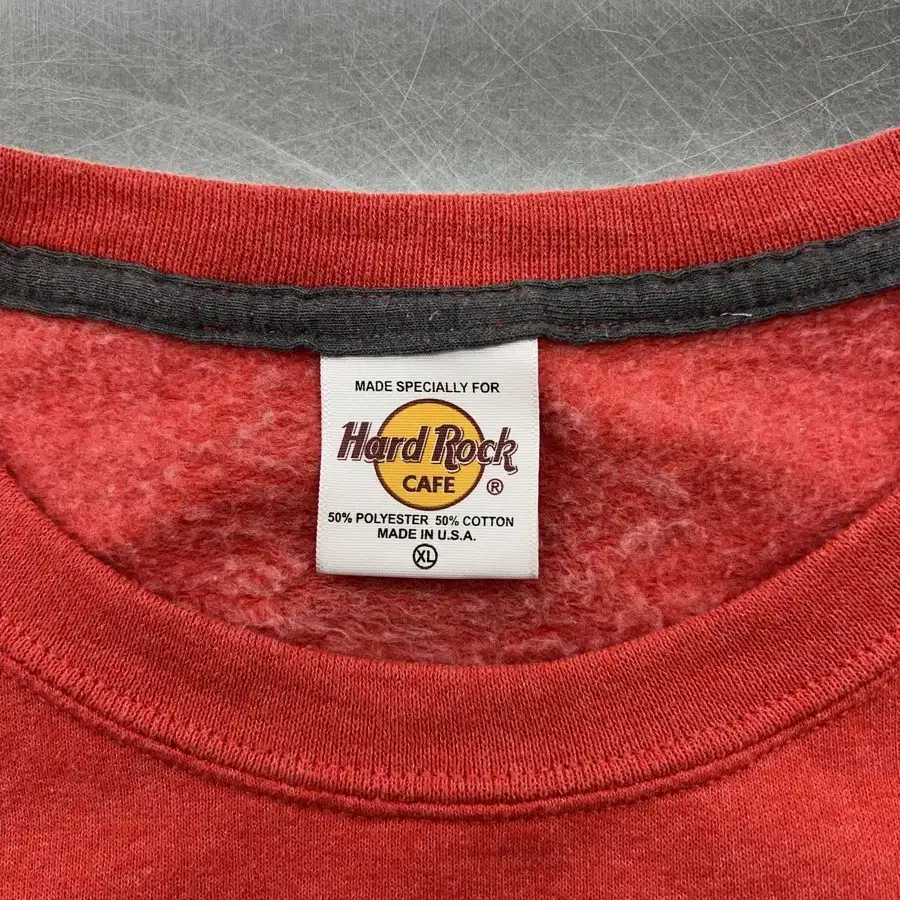 MADE SPECIALLY FOR
Hard Rock
CAFE ®
50% POLYESTER 50% COTTON
MADE IN U.S.A.
XL